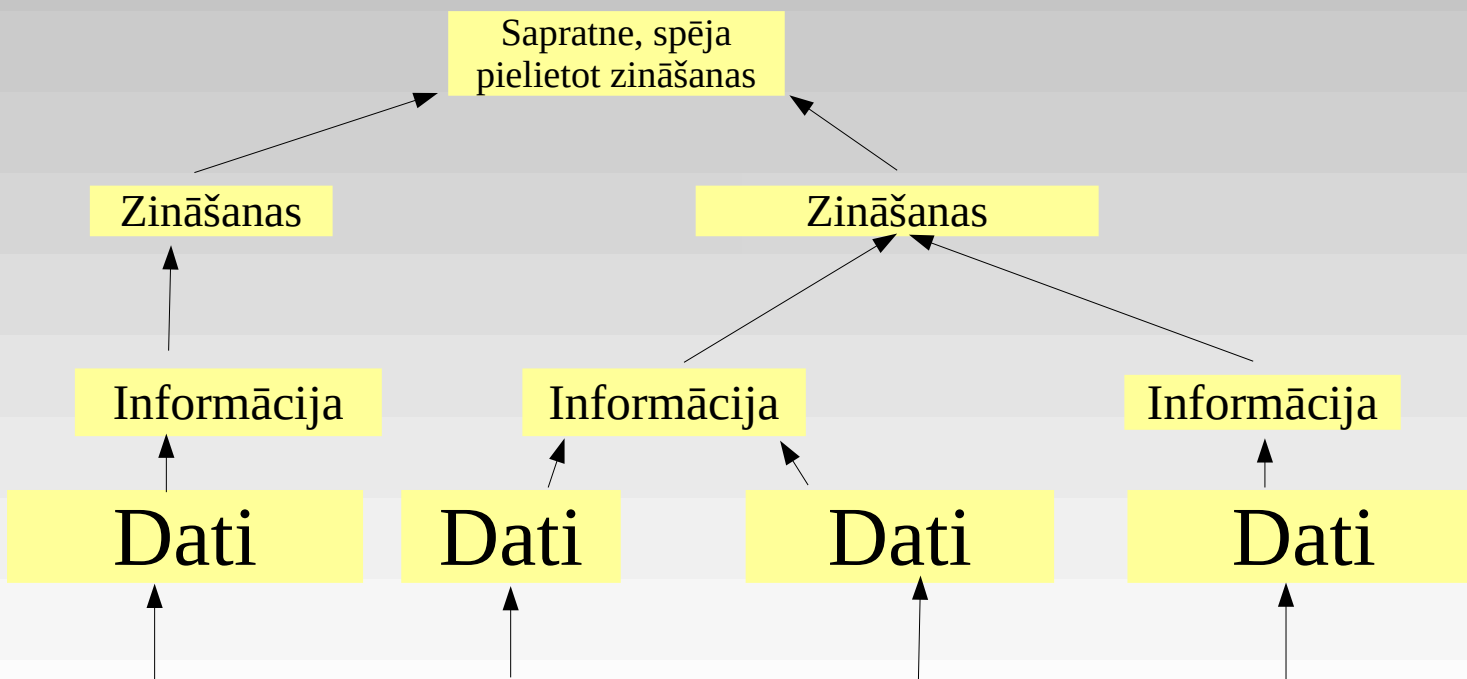 Sapratne, spēja
pielietot zināšanas
Zināšanas
Zināšanas
Informācija
Informācija
Informācija
Dati
Dati
Dati
Dati